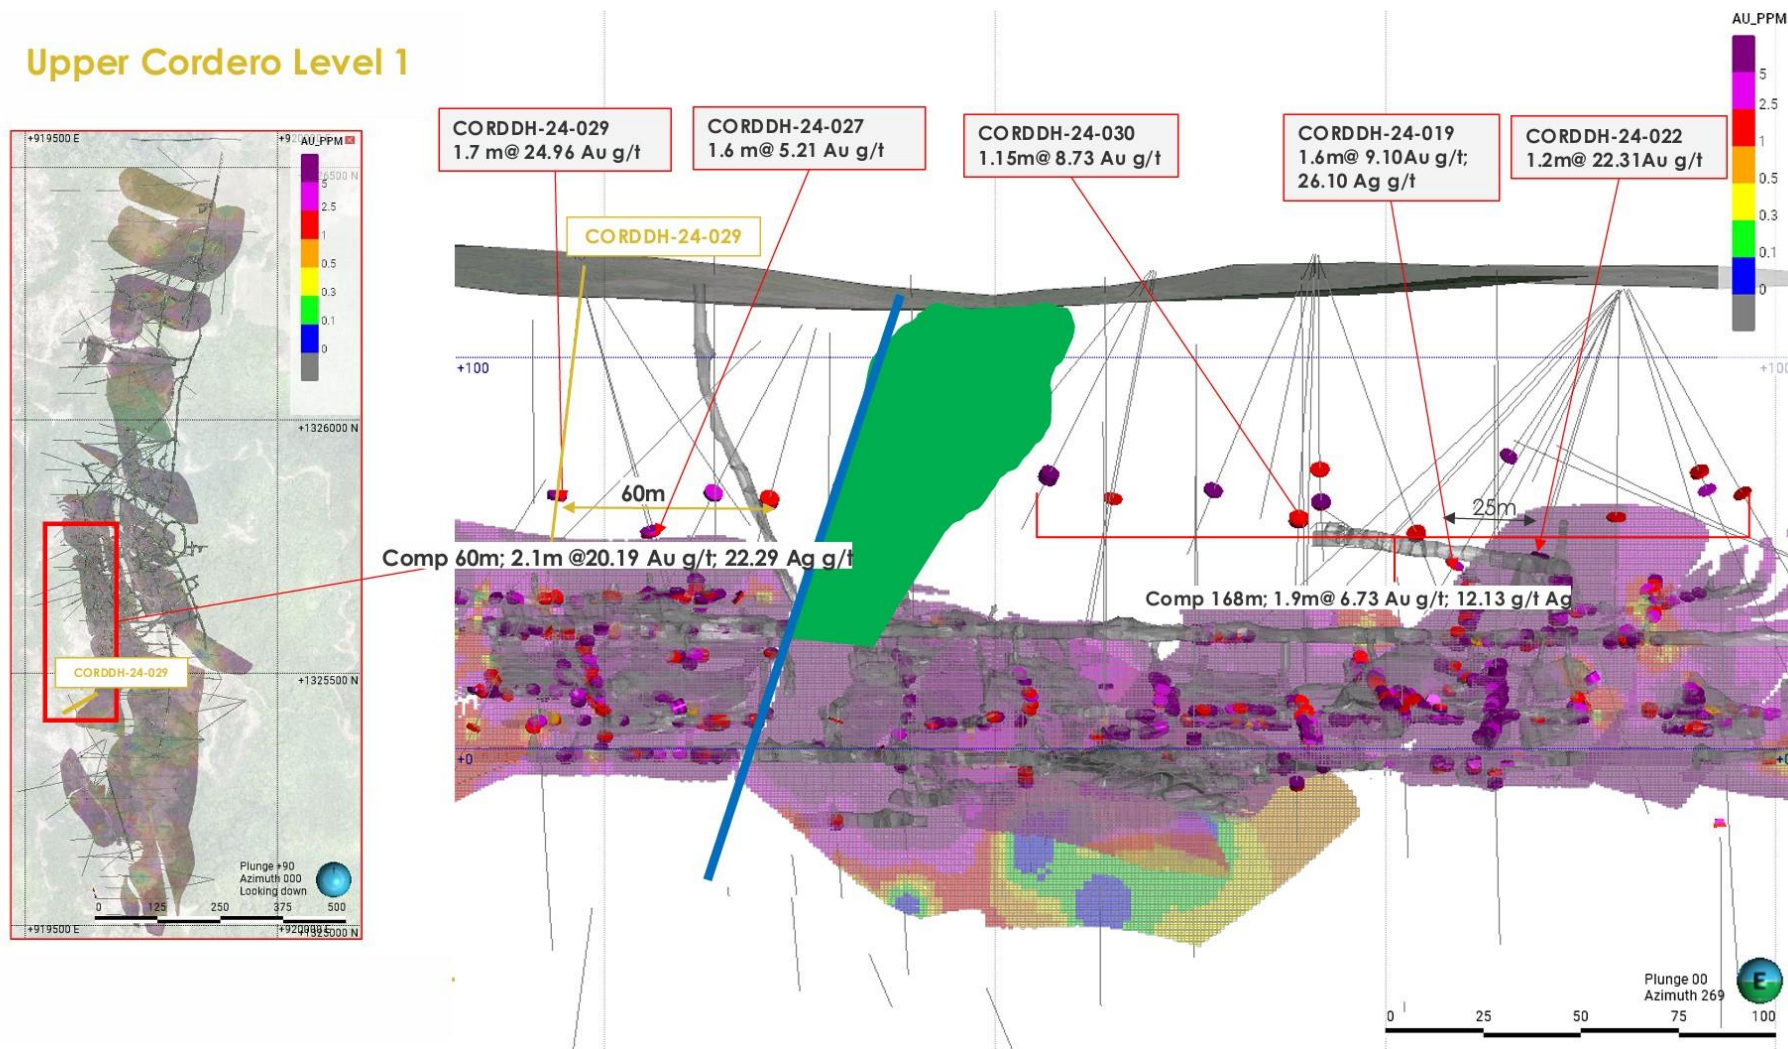 Upper Cordero Level 1
+919500 E
AU_PPM
5
2.5
1
0.5
0.3
0.1
0
+1326000 N
+1325500 N
CORDDH-24-029
Plunge +90
Azimuth 000
Looking down
0 125 250 375 500
+919500 E
+1325000 N
CORDDH-24-029
1.7 m@ 24.96 Au g/t
CORDDH-24-027
1.6 m@ 5.21 Au g/t
CORDDH-24-030
1.15m@ 8.73 Au g/t
CORDDH-24-019
1.6m@ 9.10Au g/t;
26.10 Ag g/t
CORDDH-24-022
1.2m@ 22.31Au g/t
AU_PPM
5
2.5
1
0.5
0.3
0.1
0
CORDDH-24-029
+100
+100
60m
25m
Comp 60m; 2.1m @20.19 Au g/t; 22.29 Ag g/t
Comp 168m; 1.9m@ 6.73 Au g/t; 12.13 g/t Ag
+0
Plunge 00
Azimuth 269
E
0 25 50 75 100